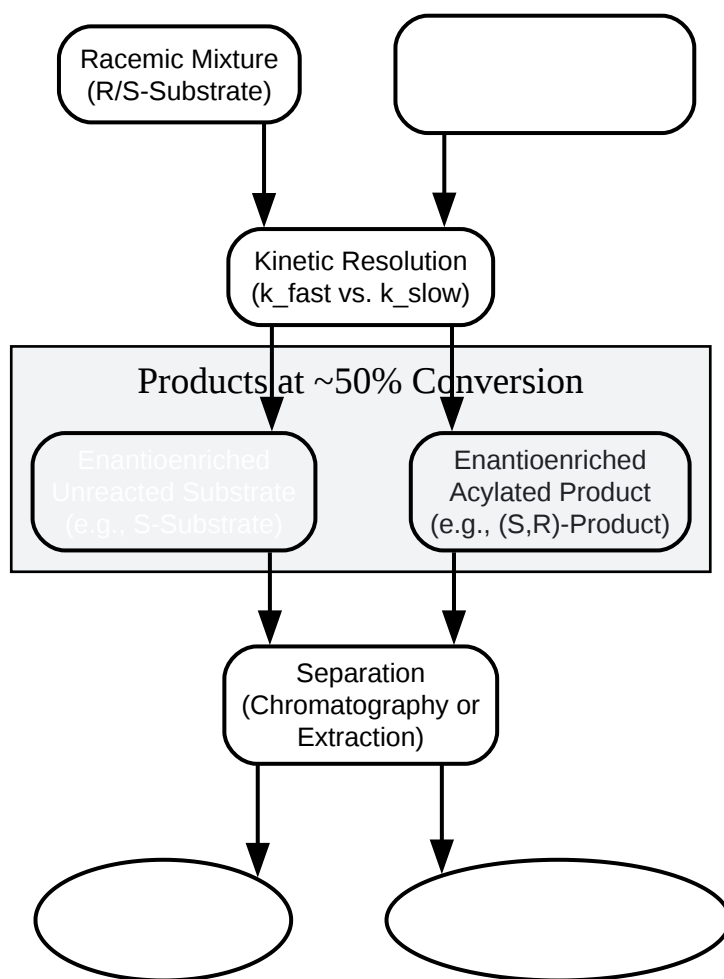 Racemic Mixture
(R/S-Substrate)
Kinetic Resolution
(k_fast vs. k_slow)
Products at ~50% Conversion
Enantioenriched
Unreacted Substrate
(e.g., S-Substrate)
Enantioenriched
Acylated Product
(e.g., (S,R)-Product)
Separation
(Chromatography or
Extraction)